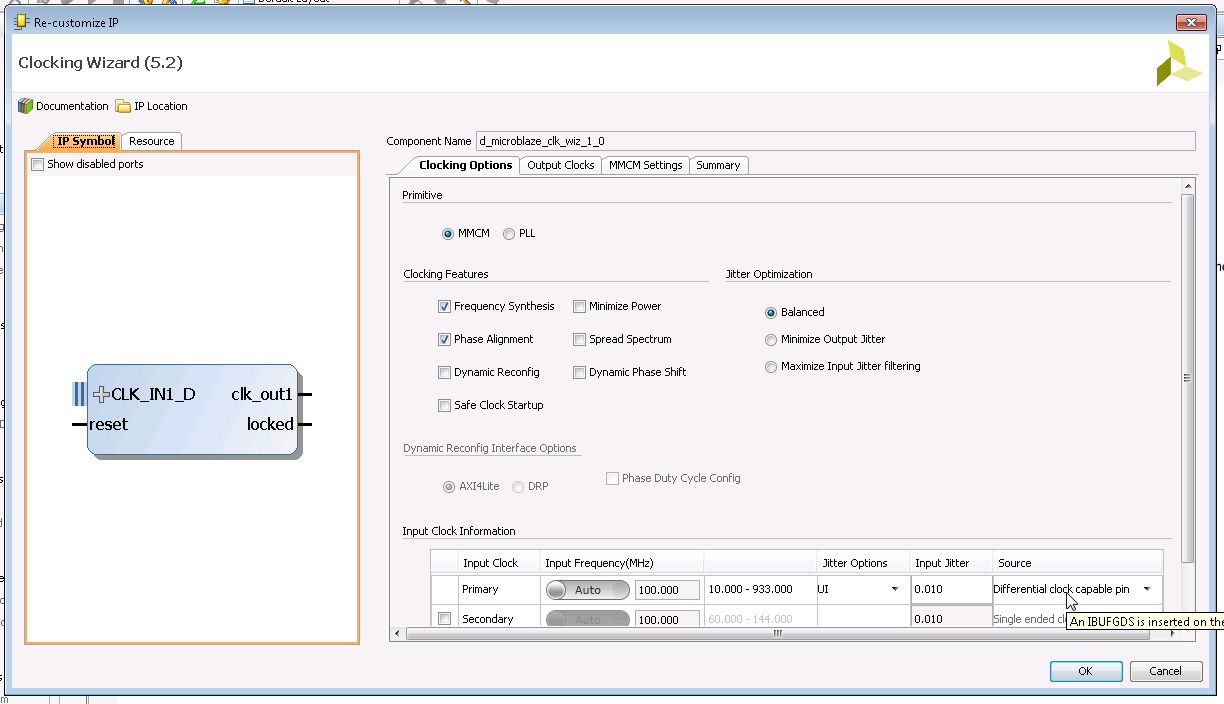 Default Layout
Re-customize IP
Clocking Wizard (5.2)
Documentation IP Location
IP Symbol Resource
Show disabled ports
CLK_IN1_D clk_out1
reset locked
Component Name d_microblaze_clk_wiz_1_0
Clocking Options Output Clocks MMCM Settings Summary
Primitive
MMCM PLL
Clocking Features Jitter Optimization
Frequency Synthesis Minimize Power Balanced
Phase Alignment Spread Spectrum Minimize Output Jitter
Dynamic Reconfig Dynamic Phase Shift Maximize Input Jitter filtering
Safe Clock Startup
Dynamic Reconfig Interface Options
AXI4Lite DRP Phase Duty Cycle Config
Input Clock Information
Input Clock Input Frequency(MHz) Jitter Options Input Jitter Source
Primary Auto 100.000 10.000 - 933.000 UI 0.010 Differential clock capable pin
Secondary Auto 100.000 60.000 - 144.000 0.010 Single ended cl
An IBUFGDS is inserted on the
OK Cancel